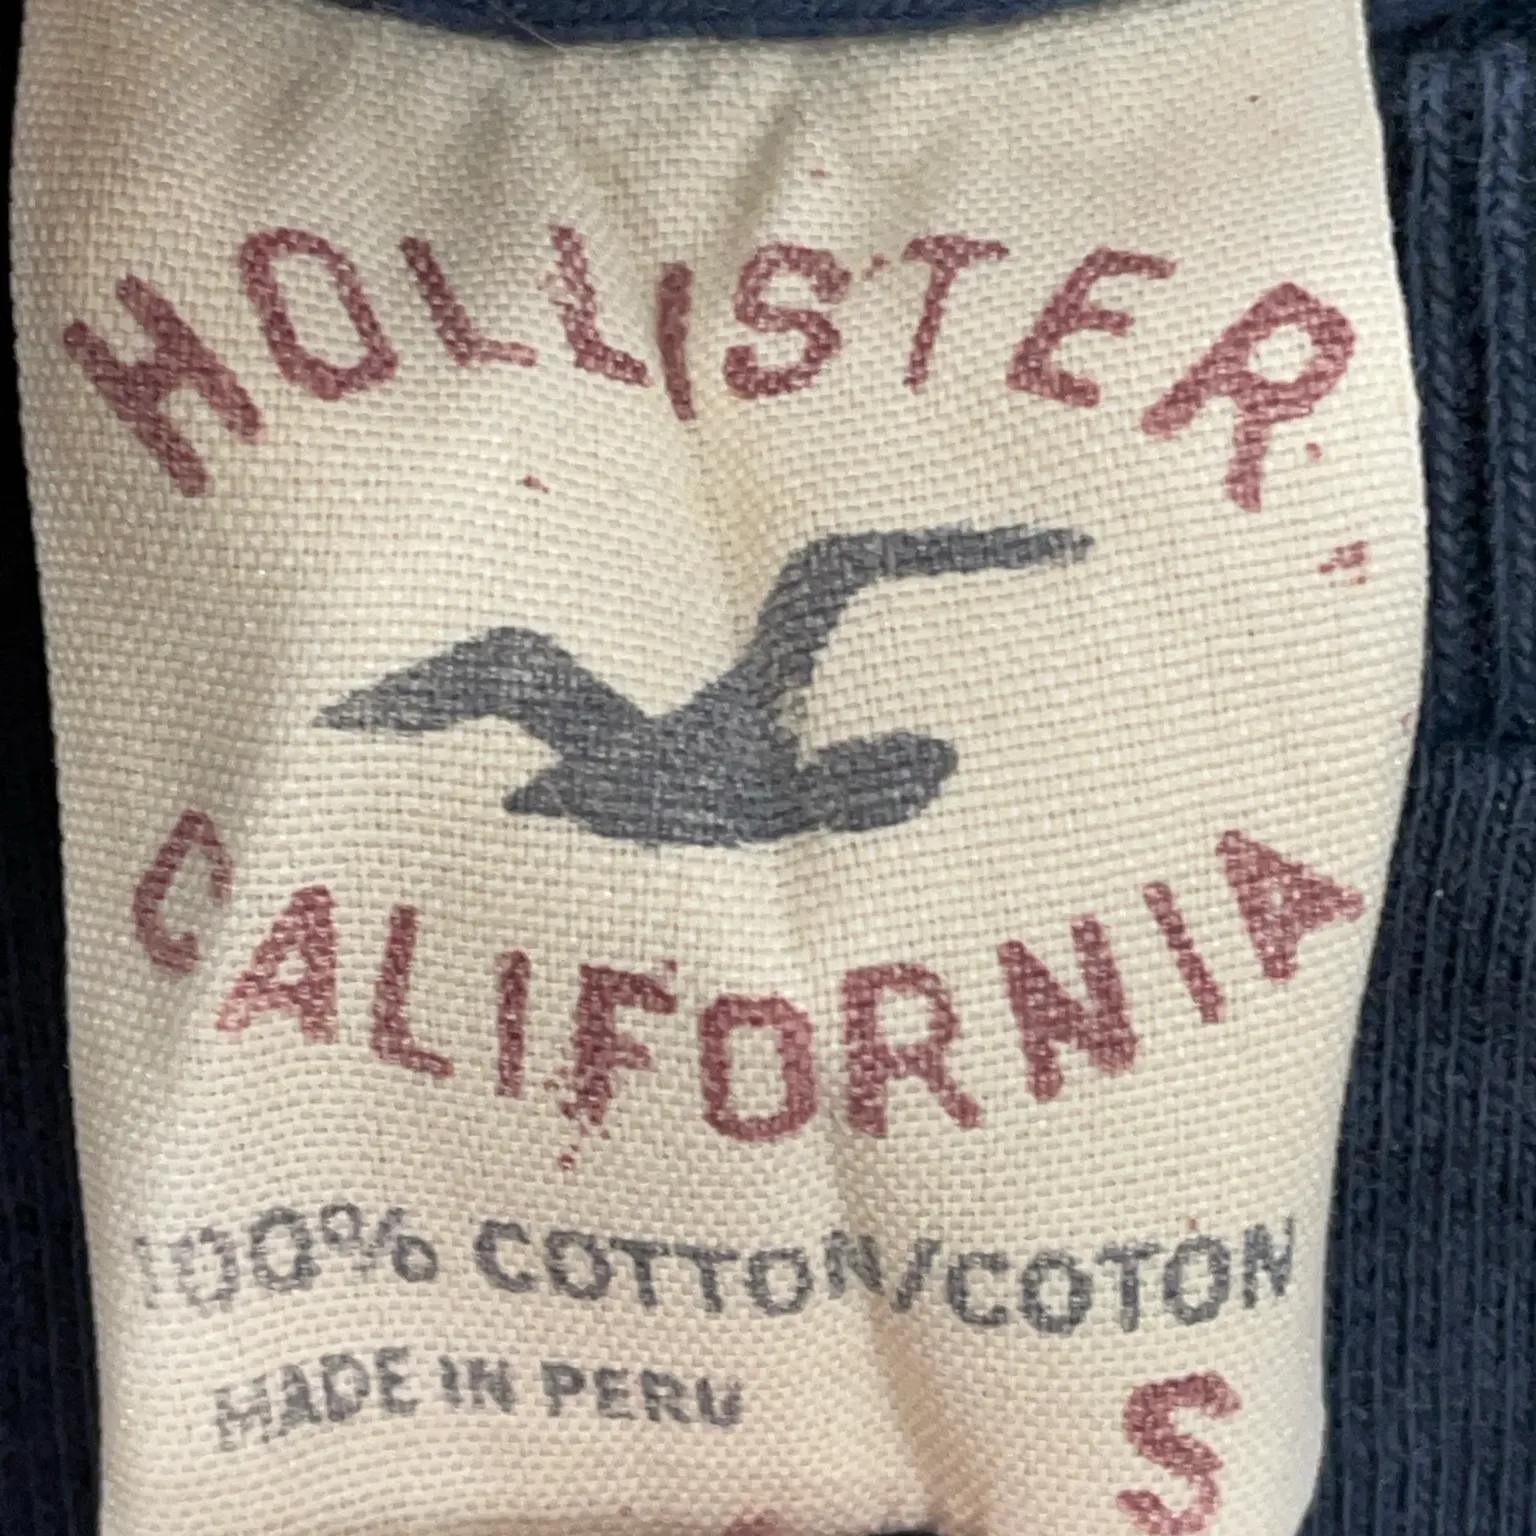 HOLLISTER
CALIFORNIA
100% COTTON/COTON
MADE IN PERU
S